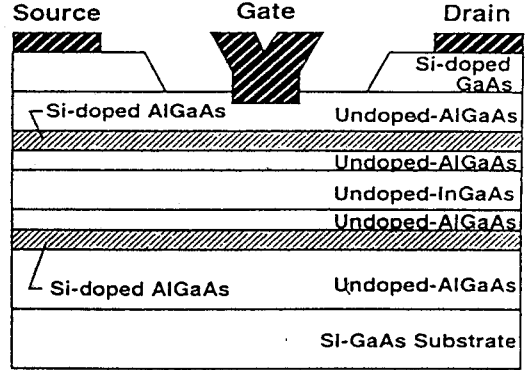 Source Gate Drain
Si-doped
GaAs
Si-doped AlGaAs Undoped-AlGaAs
Undoped-AlGaAs
Undoped-InGaAs
Undoped-AlGaAs
Si-doped AlGaAs Undoped-AlGaAs
SI-GaAs Substrate